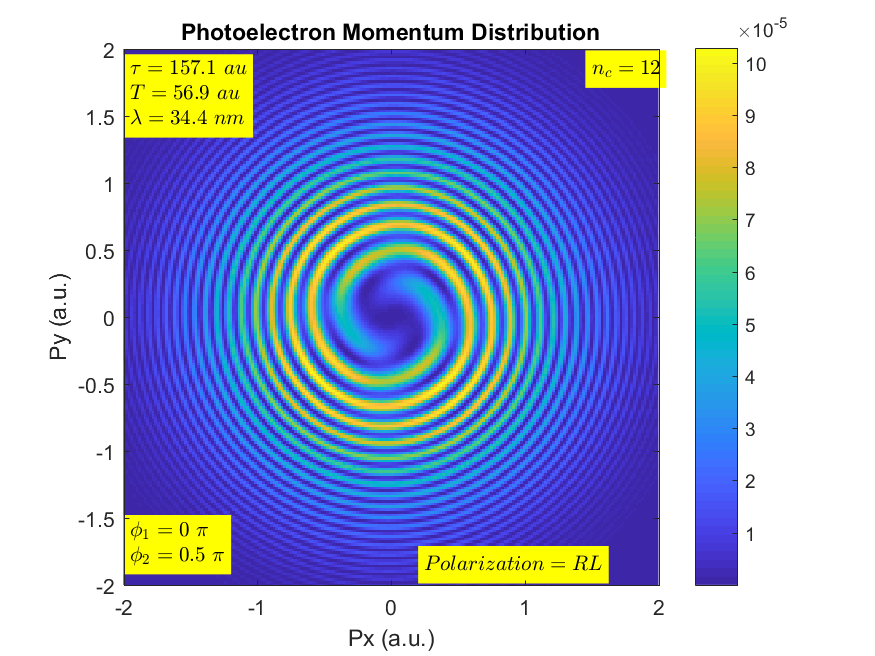 Photoelectron Momentum Distribution
×10⁻⁵
τ = 157.1 au
T = 56.9 au
λ = 34.4 nm
n_c = 12
ϕ₁ = 0 π
ϕ₂ = 0.5 π
Polarization = RL
2
1.5
1
0.5
0
-0.5
-1
-1.5
-2
Py (a.u.)
-2
-1
0
1
2
Px (a.u.)
10
9
8
7
6
5
4
3
2
1